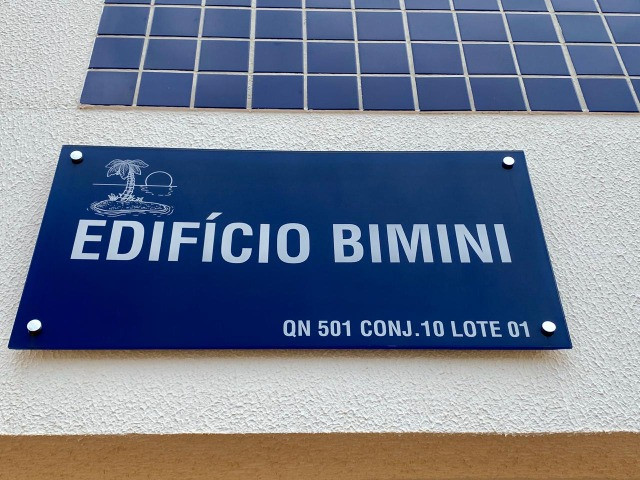 EDIFÍCIO BIMINI
QN 501 CONJ.10 LOTE 01